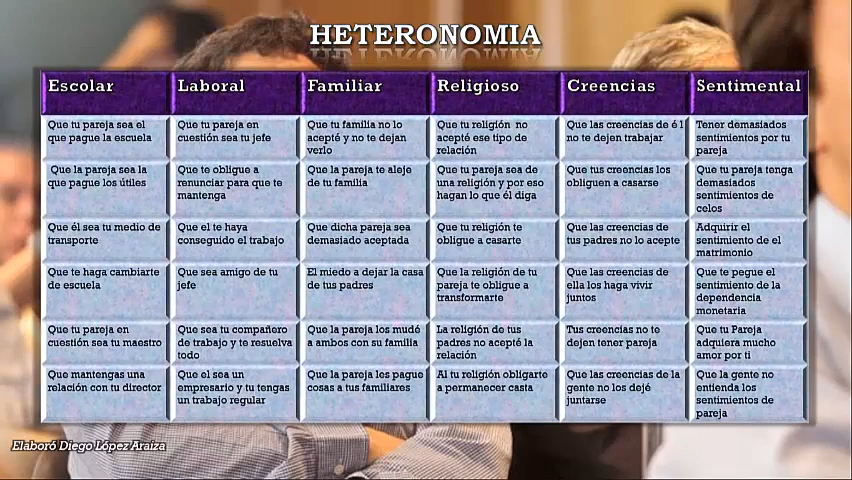 HETERONOMIA
Escolar
Laboral
Familiar
Religioso
Creencias
Sentimental
Que tu pareja sea el
que pague la escuela
Que tu pareja en
cuestión sea tu jefe
Que tu familia no lo
acepté y no te dejan
verlo
Que tu religión no
acepté ese tipo de
relación
Que las creencias de é l
no te dejen trabajar
Tener demasiados
sentimientos por tu
pareja
Que la pareja sea la
que pague los útiles
Que te obligue a
renunciar para que te
mantenga
Que la pareja te aleje
de tu familia
Que tu pareja sea de
una religión y por eso
hagan lo que él diga
Que tus creencias los
obliguen a casarse
Que tu pareja tenga
demasiados
sentimientos de
celos
Que él sea tu medio de
transporte
Que el te haya
conseguido el trabajo
Que dicha pareja sea
demasiado aceptada
Que tu religión te
obligue a casarte
Que las creencias de
tus padres no lo acepte
Adquirir el
sentimiento de el
matrimonio
Que te haga cambiarte
de escuela
Que sea amigo de tu
jefe
El miedo a dejar la casa
de tus padres
Que la religión de tu
pareja te obligue a
transformarte
Que las creencias de
ella los haga vivir
juntos
Que te pegue el
sentimiento de la
dependencia
monetaria
Que tu pareja en
cuestión sea tu maestro
Que sea tu compañero
de trabajo y te resuelva
todo
Que la pareja los mudé
a ambos con su familia
La religión de tus
padres no acepté la
relación
Tus creencias no te
dejen tener pareja
Que tu Pareja
adquiera mucho
amor por ti
Que mantengas una
relación con tu director
Que el sea un
empresario y tu tengas
un trabajo regular
Que la pareja les pague
cosas a tus familiares
Al tu religión obligarte
a permanecer casta
Que las creencias de la
gente no los dejé
juntarse
Que la gente no
entienda los
sentimientos de
pareja
Elaboró Diego López Araiza